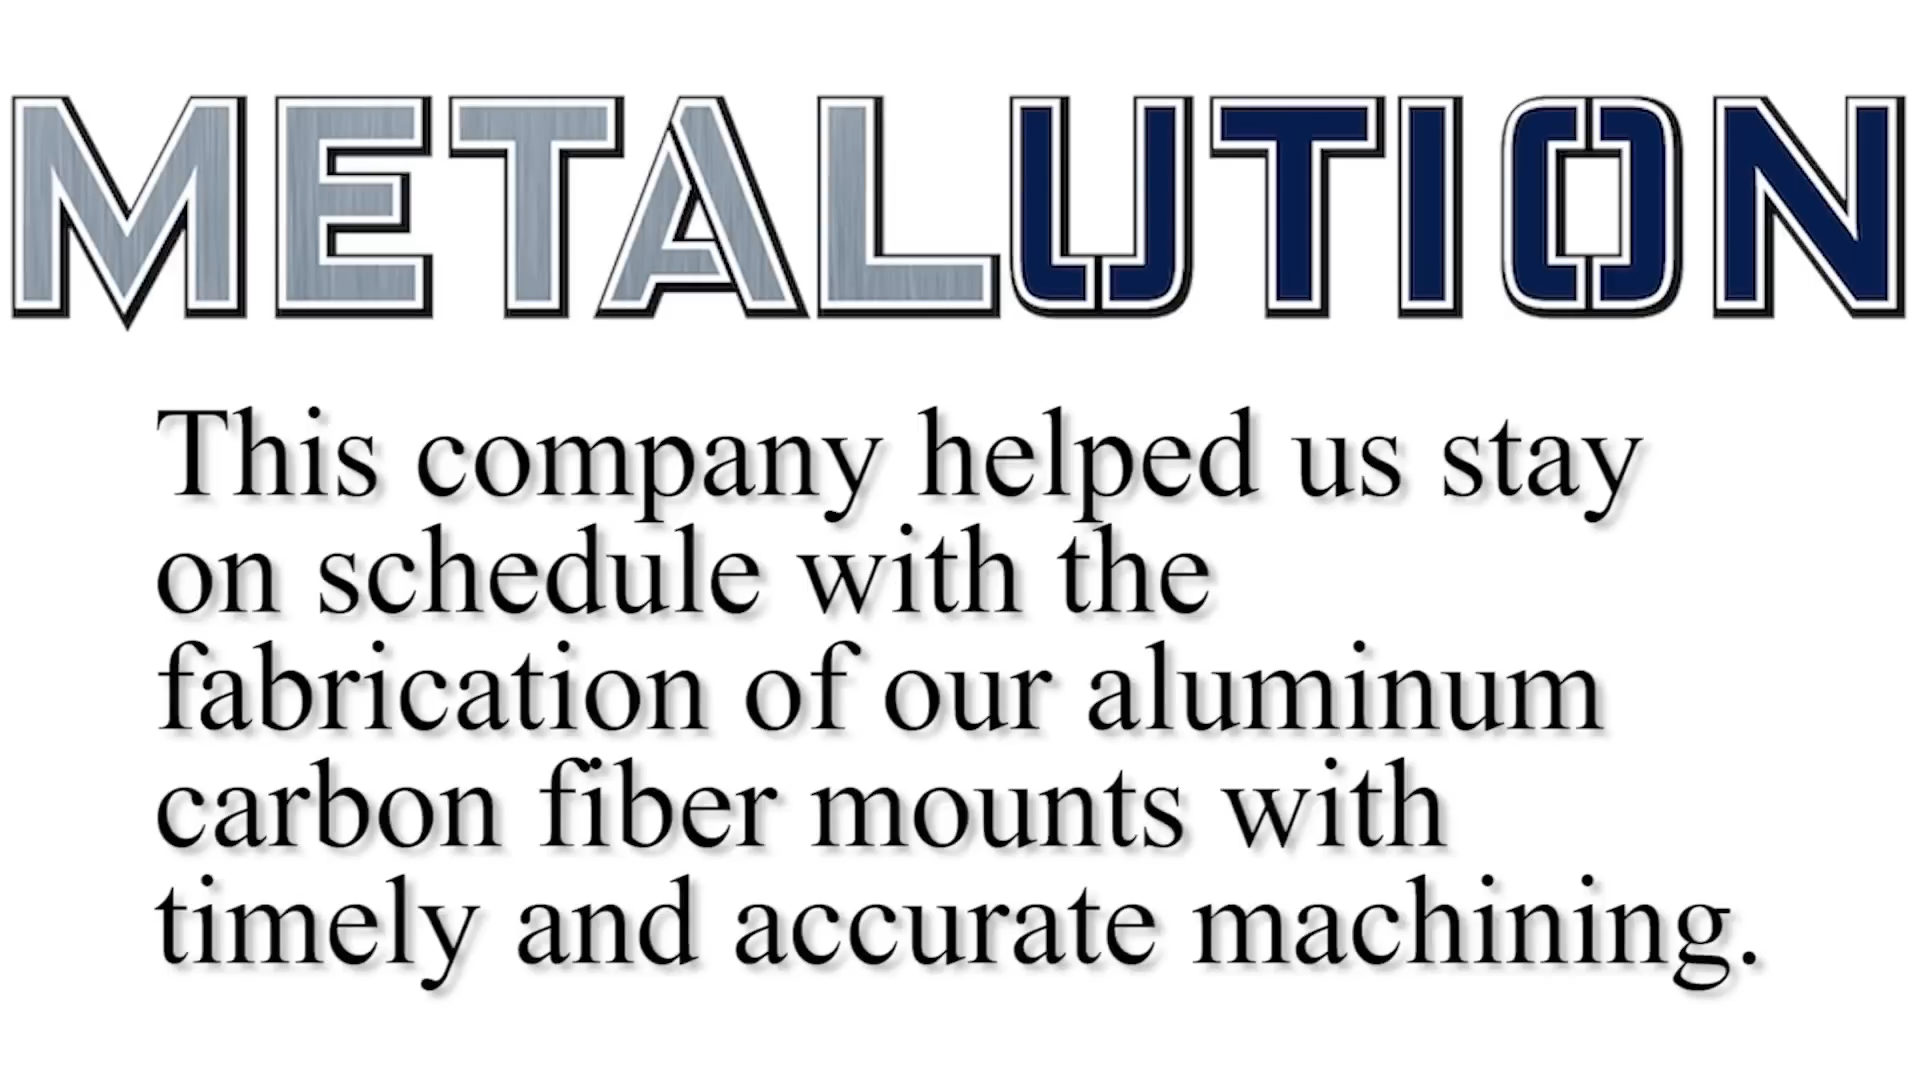 METALUTION
This company helped us stay
on schedule with the
fabrication of our aluminum
carbon fiber mounts with
timely and accurate machining.